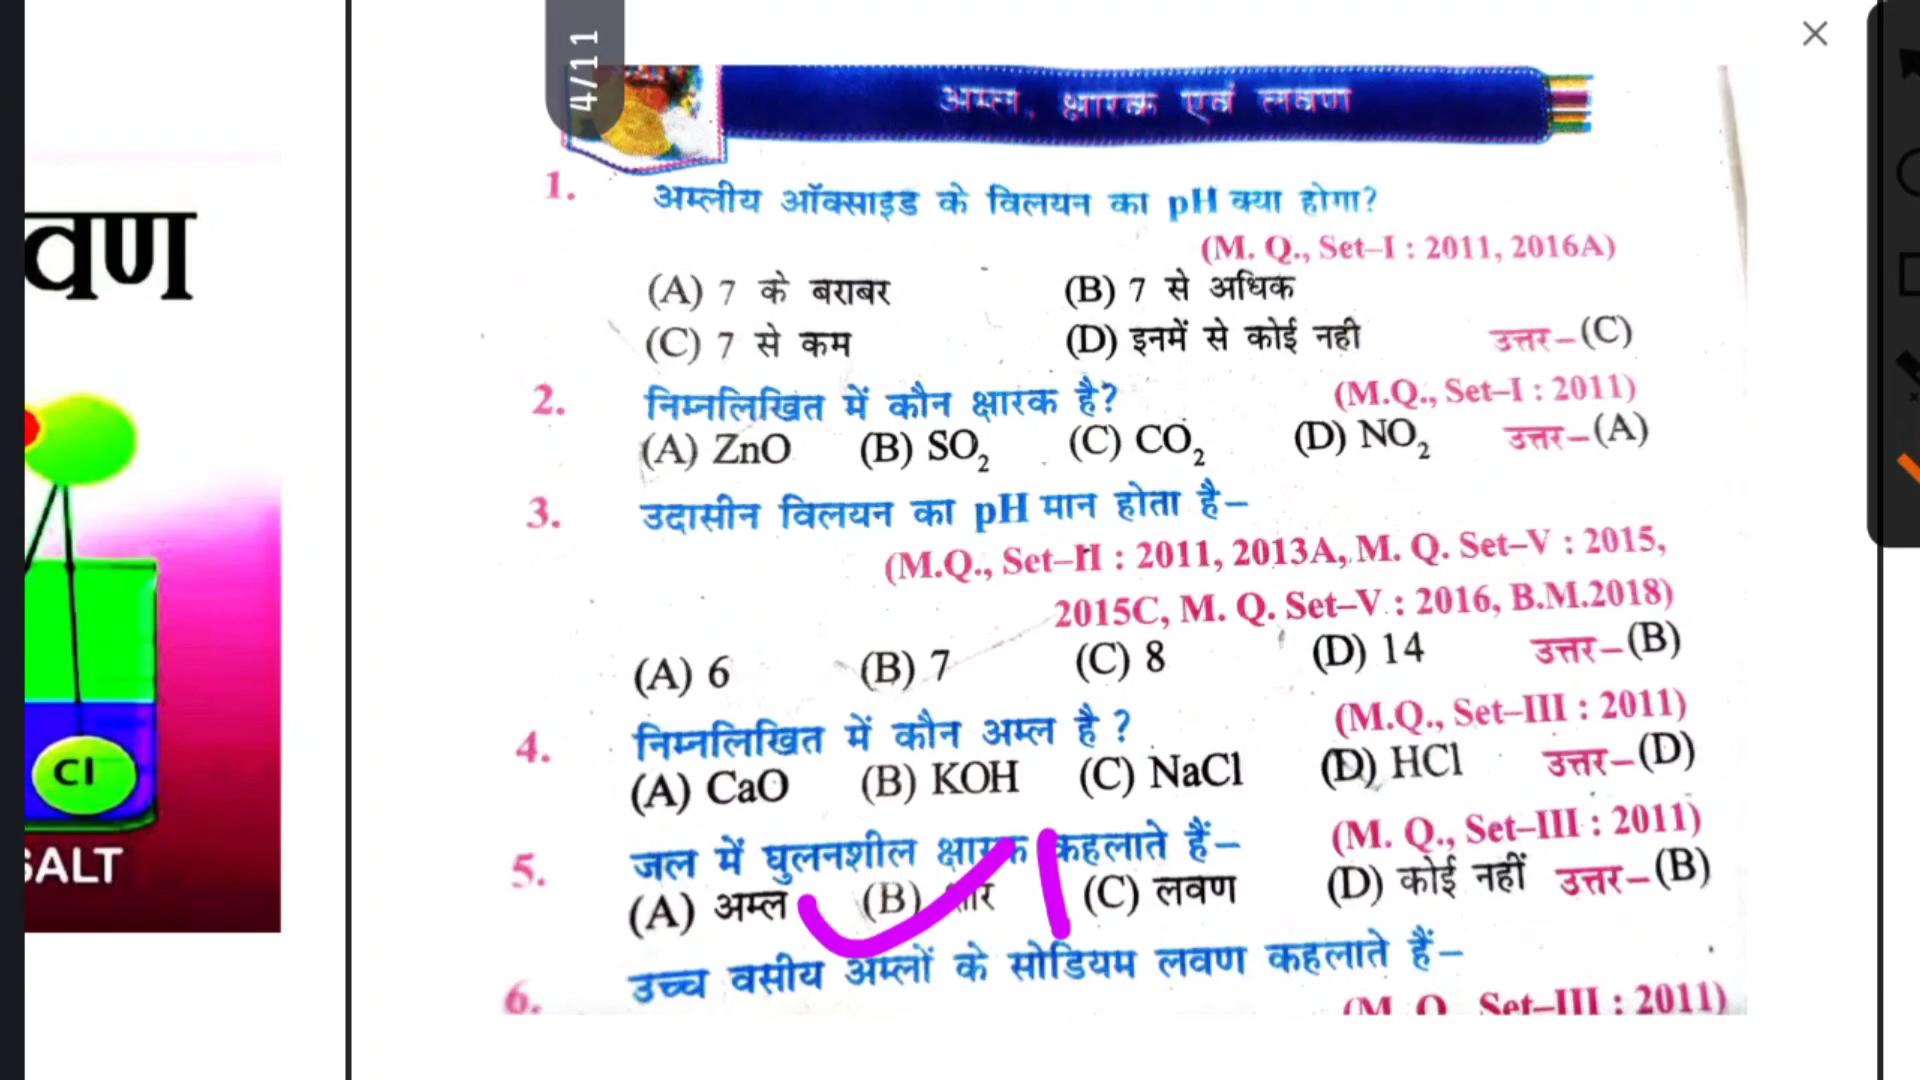 4/11
वण
Cl
SALT
अम्ल, क्षारक एवं लवण
1. अम्लीय ऑक्साइड के विलयन का pH क्या होगा?
(M. Q., Set–I : 2011, 2016A)
(A) 7 के बराबर (B) 7 से अधिक
(C) 7 से कम (D) इनमें से कोई नही उत्तर–(C)
2. निम्नलिखित में कौन क्षारक है? (M.Q., Set–I : 2011)
(A) ZnO (B) SO₂ (C) CO₂ (D) NO₂ उत्तर–(A)
3. उदासीन विलयन का pH मान होता है–
(M.Q., Set–II : 2011, 2013A, M. Q. Set–V : 2015,
2015C, M. Q. Set–V : 2016, B.M.2018)
(A) 6 (B) 7 (C) 8 (D) 14 उत्तर–(B)
4. निम्नलिखित में कौन अम्ल है ? (M.Q., Set–III : 2011)
(A) CaO (B) KOH (C) NaCl (D) HCl उत्तर–(D)
5. जल में घुलनशील क्षारक कहलाते हैं– (M. Q., Set–III : 2011)
(A) अम्ल (B) क्षार (C) लवण (D) कोई नहीं उत्तर–(B)
6. उच्च वसीय अम्लों के सोडियम लवण कहलाते हैं–
(M. Q., Set–III : 2011)